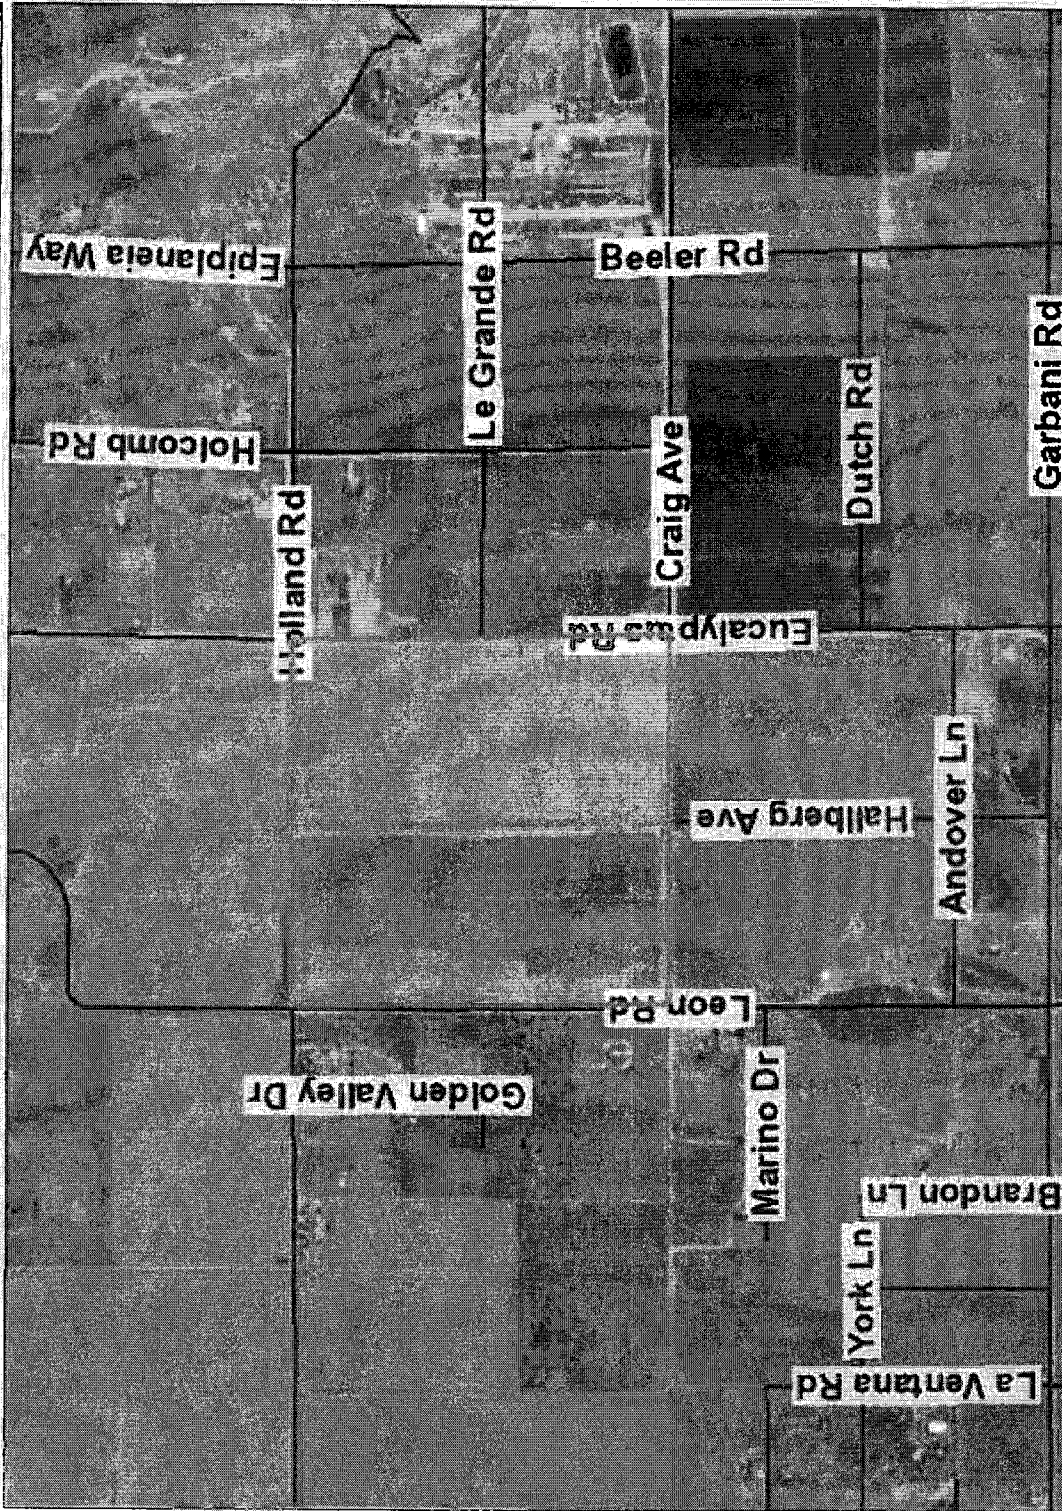 Epiplaneia Way
Beeler Rd
Le Grande Rd
Garbani Rd
Holcomb Rd
Dutch Rd
Craig Ave
Holland Rd
Eucalyptus Rd
Hallberg Ave
Andover Ln
Leon Rd
Golden Valley Dr
Marino Dr
Brandon Ln
York Ln
La Ventana Rd